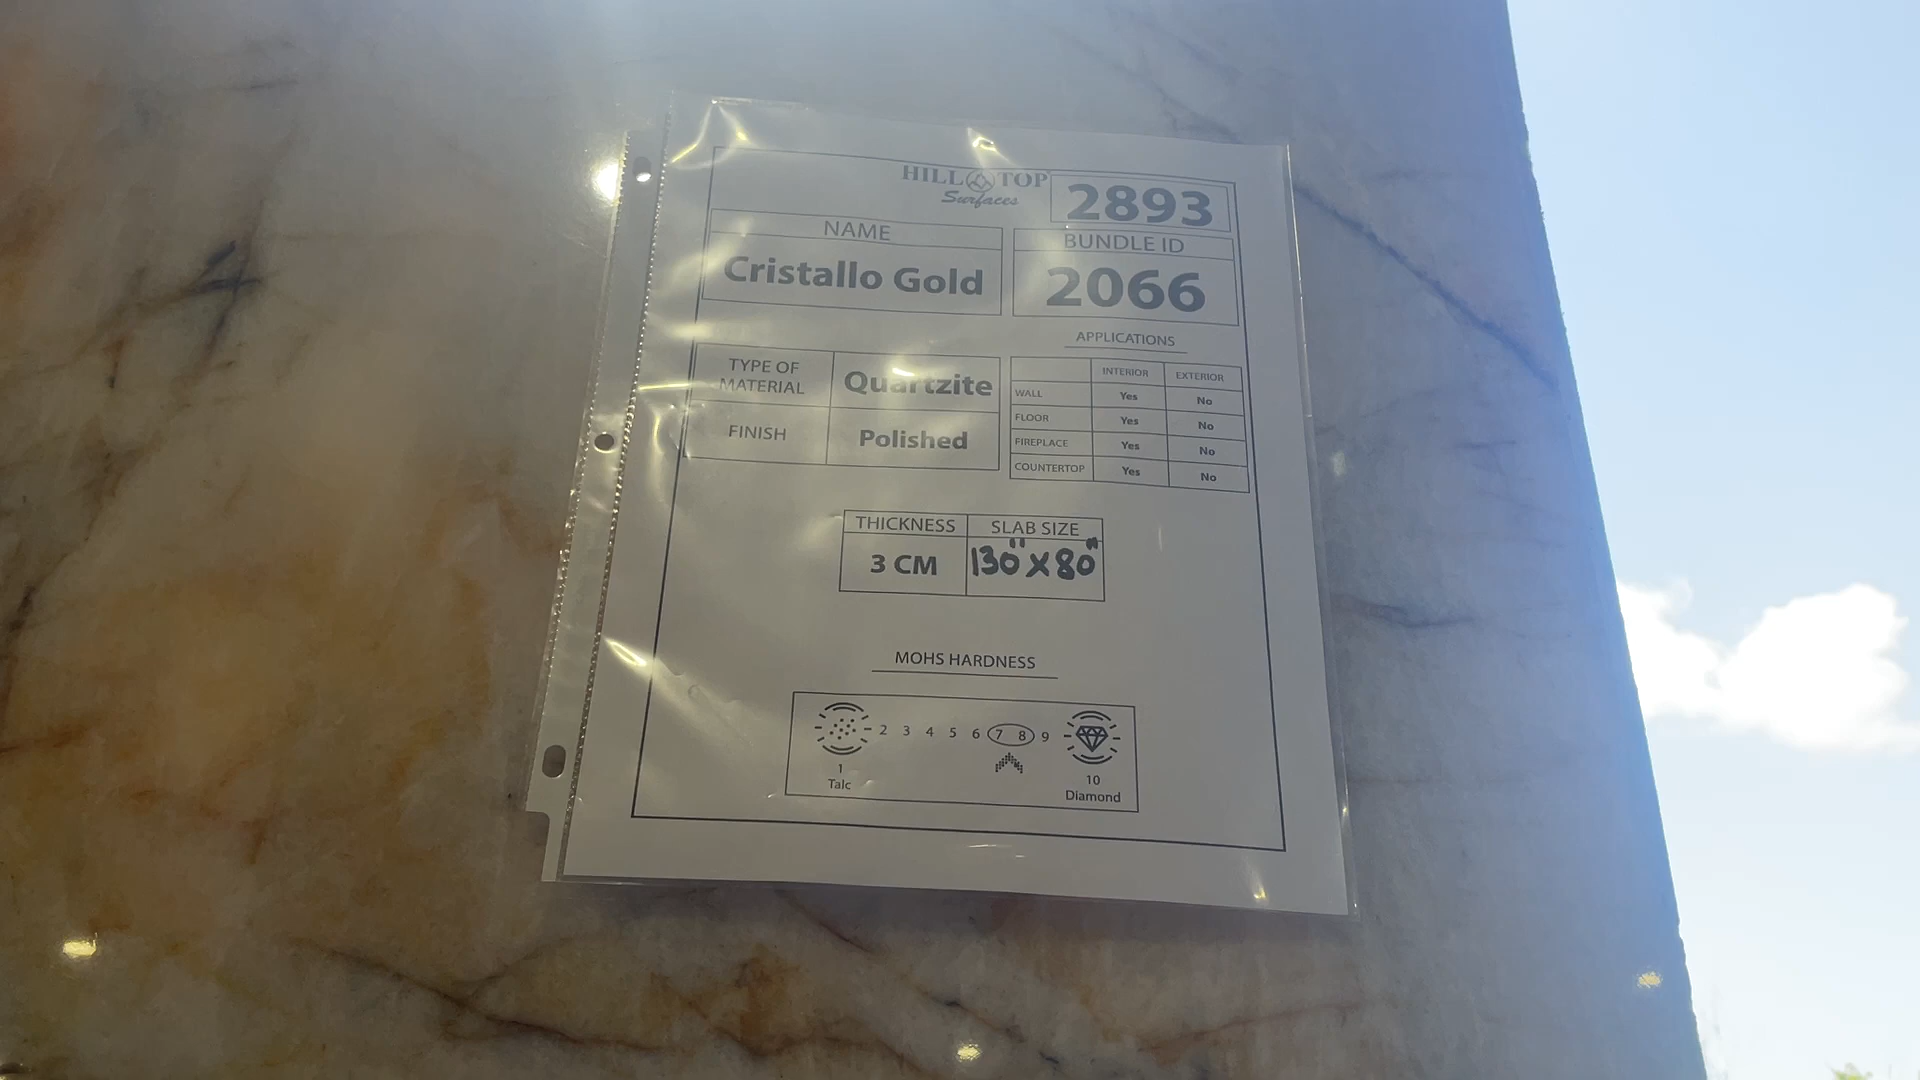 HILL TOP
Surfaces
2893
NAME
Cristallo Gold
BUNDLE ID
2066
APPLICATIONS
TYPE OF
MATERIAL
Quartzite
FINISH
Polished
INTERIOR EXTERIOR
WALL Yes No
FLOOR Yes No
FIREPLACE Yes No
COUNTERTOP Yes No
THICKNESS SLAB SIZE
3 CM 130" X 80"
MOHS HARDNESS
2 3 4 5 6 7 8 9
1 10
Talc Diamond